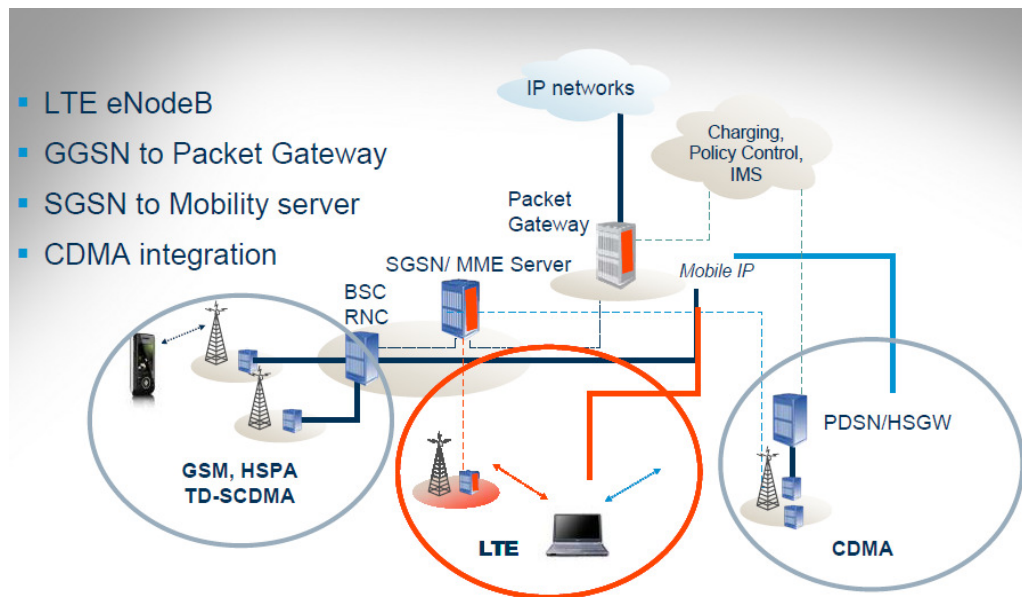 LTE eNodeB
GGSN to Packet Gateway
SGSN to Mobility server
CDMA integration
IP networks
Charging,
Policy Control,
IMS
Packet
Gateway
SGSN/ MME Server
Mobile IP
BSC
RNC
PDSN/HSGW
GSM, HSPA
TD-SCDMA
LTE
CDMA